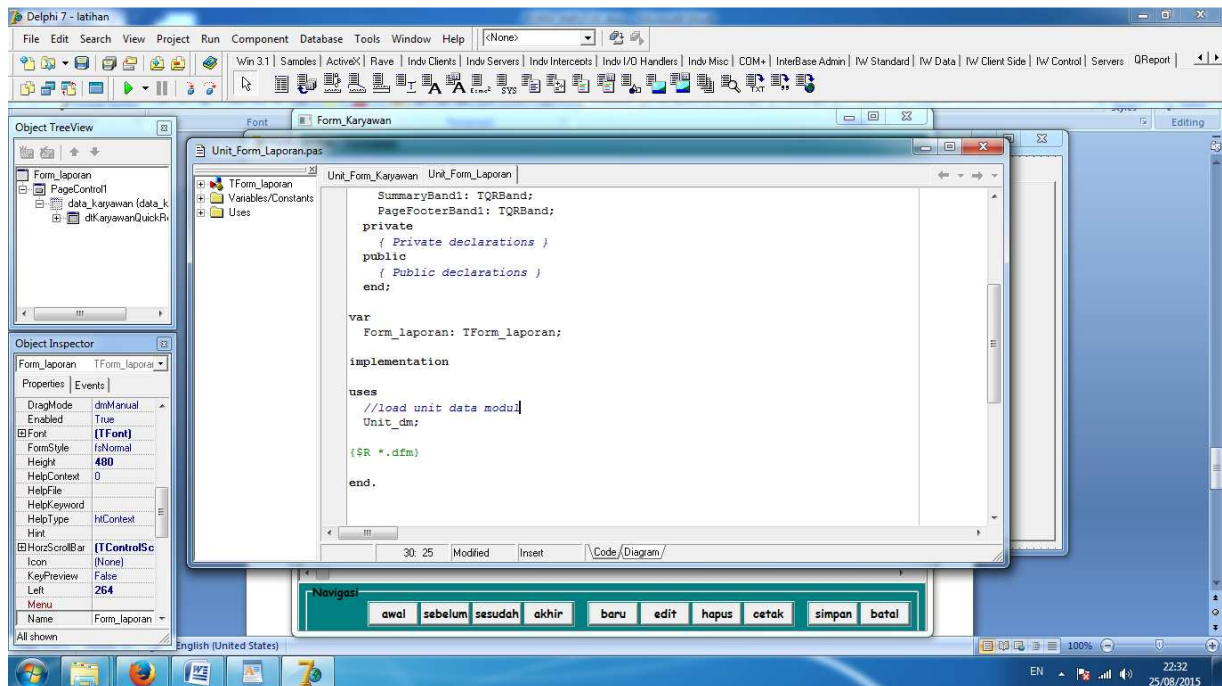 Delphi 7 - latihan
File Edit Search View Project Run Component Database Tools Window Help <None>
Win 3.1 Samples ActiveX Rave Indy Clients Indy Servers Indy Intercepts Indy I/O Handlers Indy Misc COM+ InterBase Admin IW Standard IW Data IW Client Side IW Control Servers QReport
Font
Editing
Form_Karyawan
Object TreeView
Form_laporan
PageControl1
data_karyawan {data_k
dtKaryawanQuickRe
Unit_Form_Laporan.pas
TForm_laporan
Variables/Constants
Uses
Unit_Form_Karyawan Unit_Form_Laporan
SummaryBand1: TQRBand;
PageFooterBand1: TQRBand;
private
{ Private declarations }
public
{ Public declarations }
end;
var
Form_laporan: TForm_laporan;
implementation
uses
//load unit data modul
Unit_dm;
{$R *.dfm}
end.
30: 25 Modified Insert Code Diagram
Object Inspector
Form_laporan TForm_laporan
Properties Events
DragMode dmManual
Enabled True
Font (TFont)
FormStyle fsNormal
Height 480
HelpContext 0
HelpFile
HelpKeyword
HelpType htContext
Hint
HorzScrollBar (TControlSc
Icon (None)
KeyPreview False
Left 264
Menu
Name Form_laporan
All shown
Navigasi
awal sebelum sesudah akhir baru edit hapus cetak simpan batal
English (United States)
100%
EN
22:32
25/08/2015